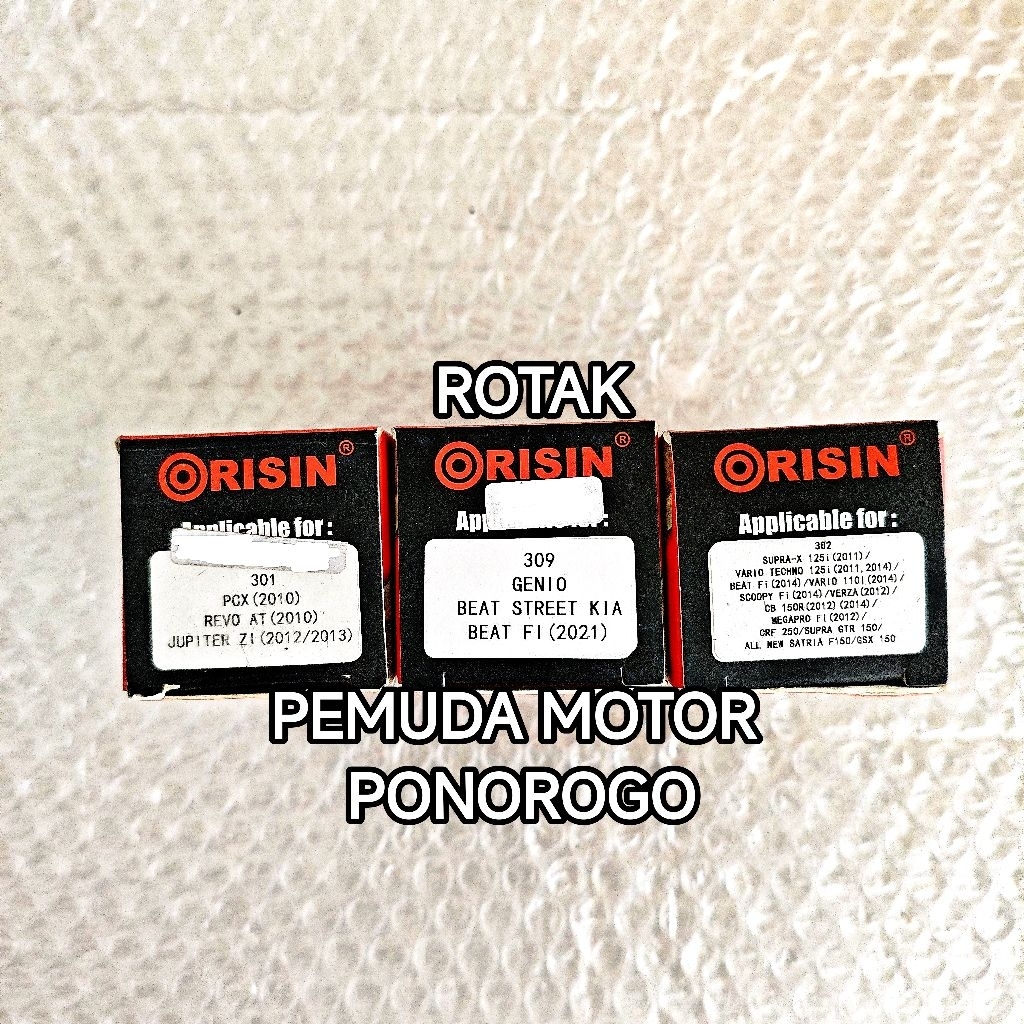 ROTAK
ORISIN®
Applicable for :
301
PCX(2010)
REVO AT(2010)
JUPITER Z1(2012/2013)
ORISIN®
309
GENIO
BEAT STREET KIA
BEAT FI(2021)
ORISIN®
Applicable for :
302
SUPRA-X 125i(2011)/
VARIO TECHNO 125i(2011,2014)/
BEAT Fi(2014)/VARIO 110i(2014)/
SCOOPY Fi(2014)/VERZA(2012)/
CB 150R(2012)(2014)/
MEGAPRO FI(2012)/
CRF 250/SUPRA GTR 150/
ALL NEW SATRIA F150/GSX 150
PEMUDA MOTOR
PONOROGO